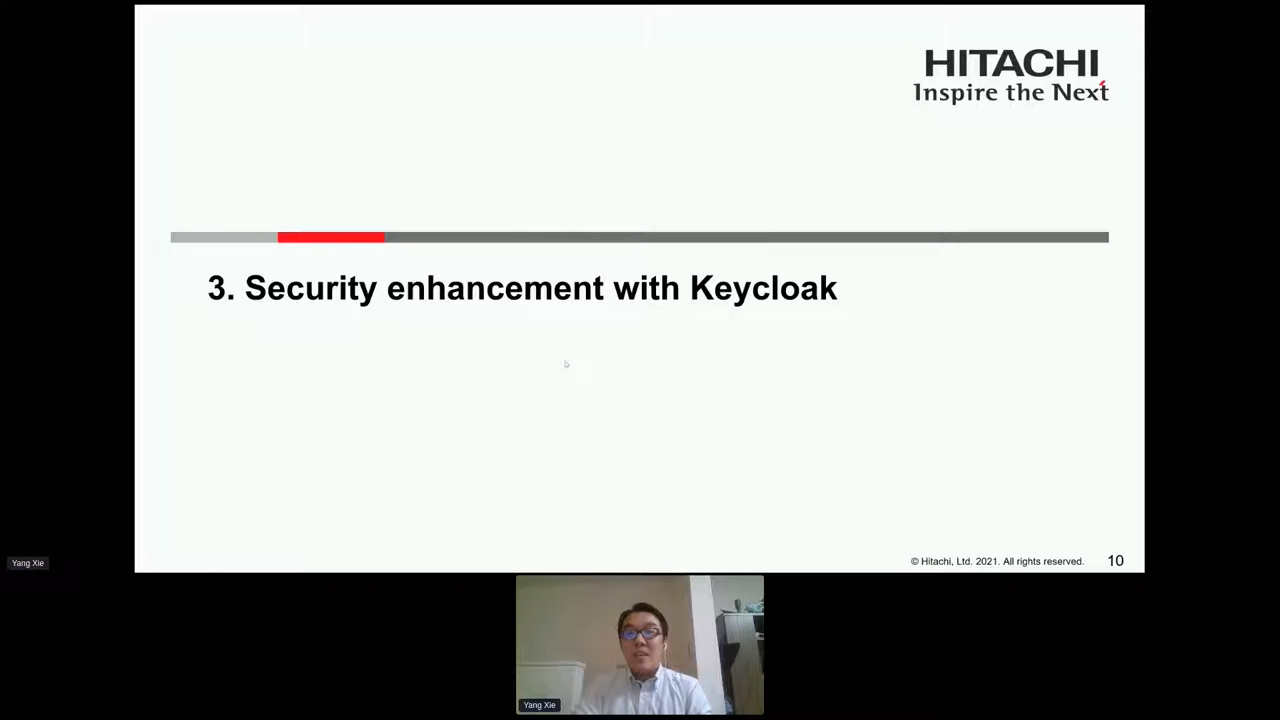 HITACHI
Inspire the Next
3. Security enhancement with Keycloak
© Hitachi, Ltd. 2021. All rights reserved.
10
Yang Xie
Yang Xie